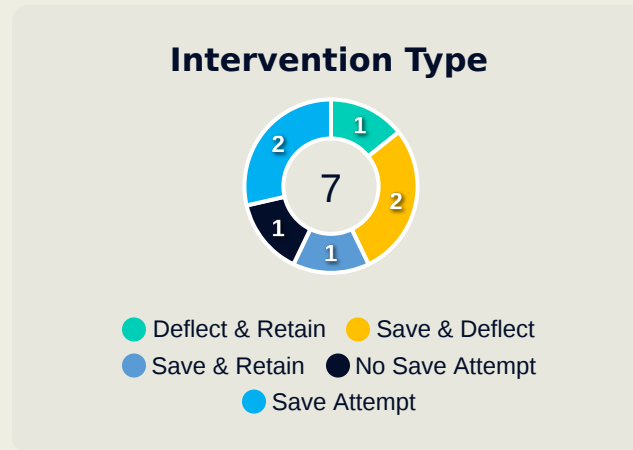 Intervention Type
1
2
7
2
1
1
Deflect & Retain Save & Deflect
Save & Retain No Save Attempt
Save Attempt